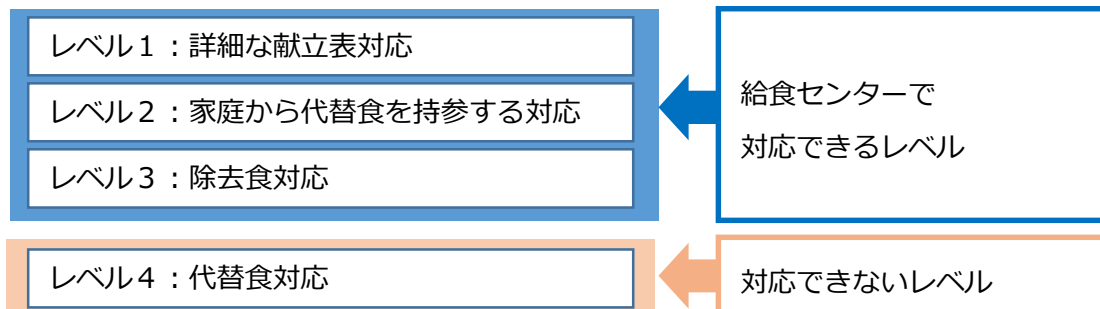 レベル１：詳細な献立表対応
レベル２：家庭から代替食を持参する対応
レベル３：除去食対応
給食センターで
対応できるレベル
レベル４：代替食対応
対応できないレベル